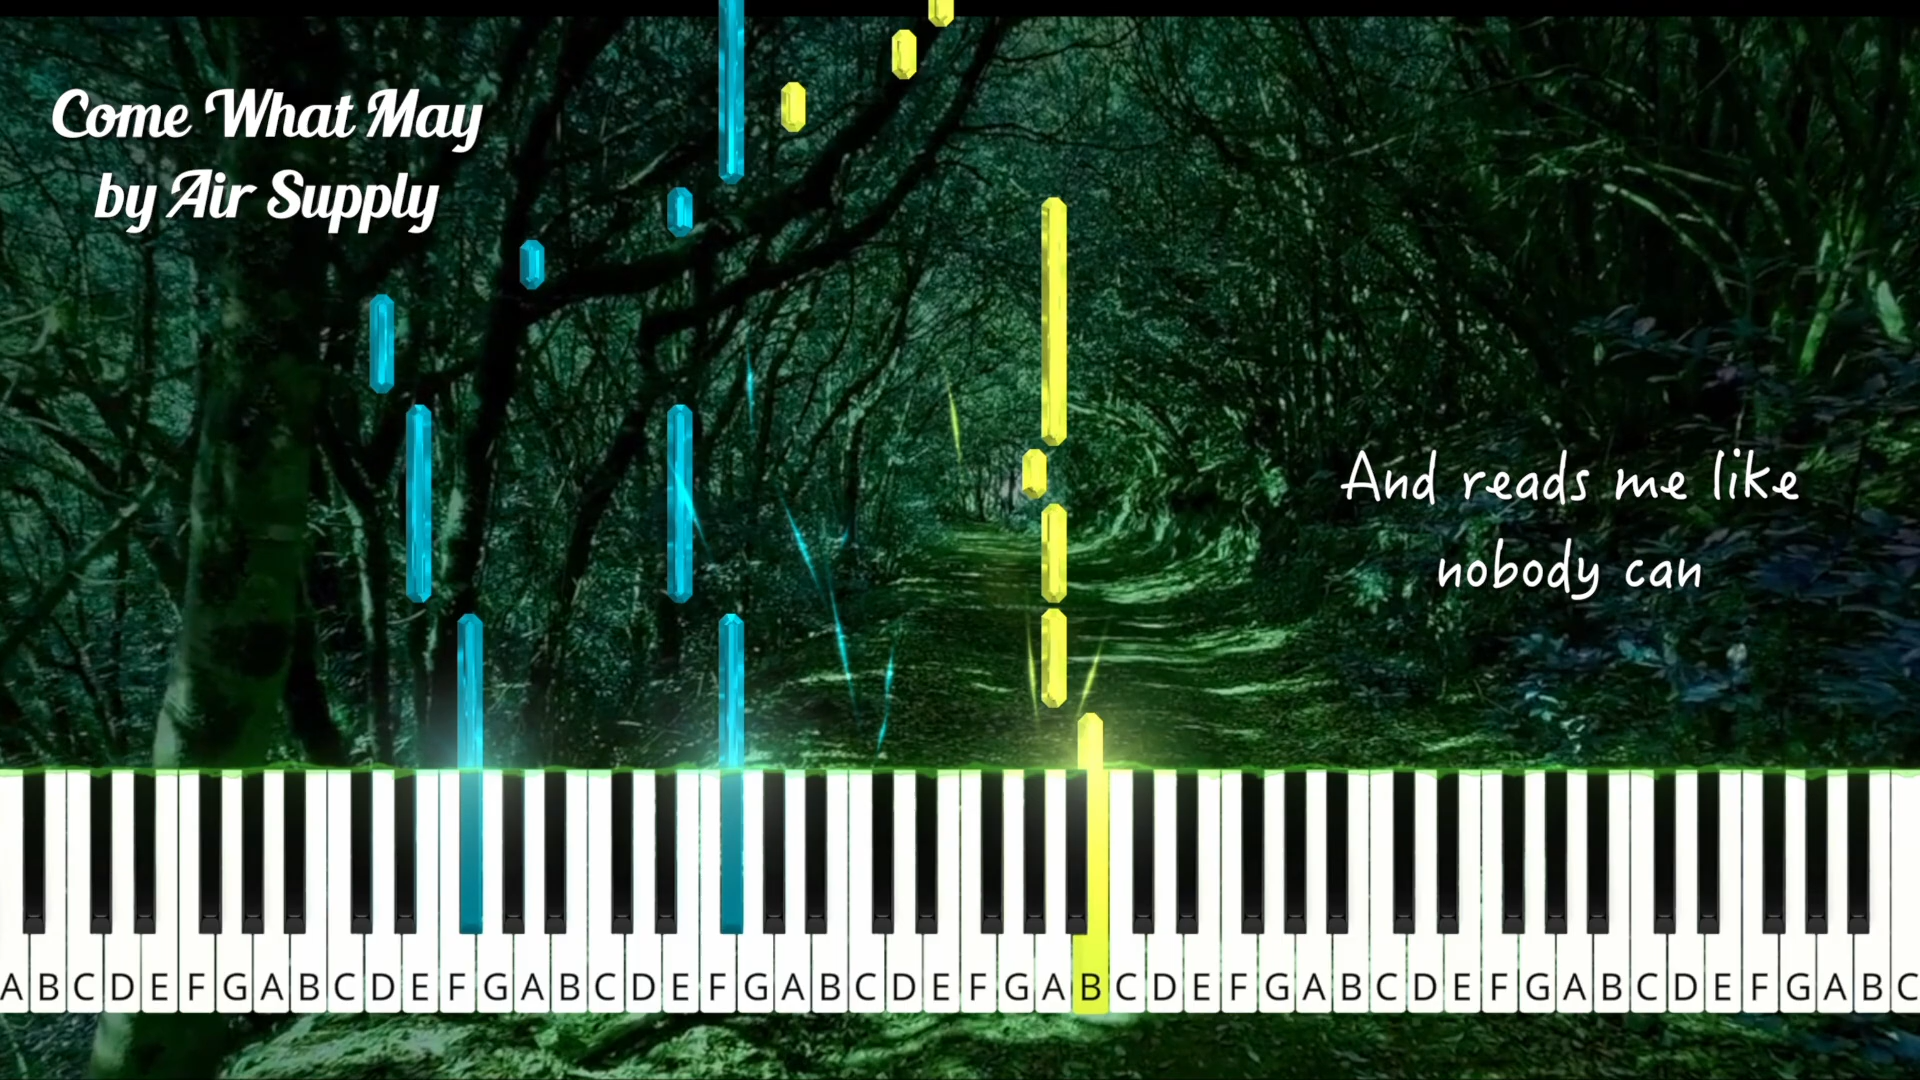 Come What May
by Air Supply
And reads me like
nobody can
A B C D E F G A B C D E F G A B C D E F G A B C D E F G A B C D E F G A B C D E F G A B C D E F G A B C